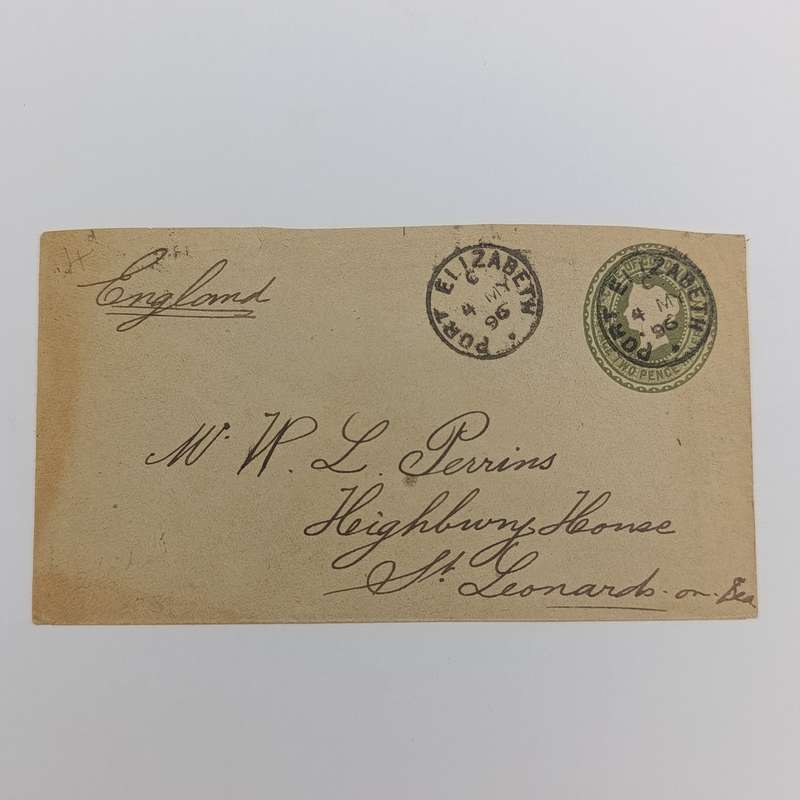 England
PORT ELIZABETH
C
4 MY
96
PORT ELIZABETH
4 MY
96
TWO PENCE
Mr. W. L. Perrins
Heighbury House
St. Leonards-on-Sea